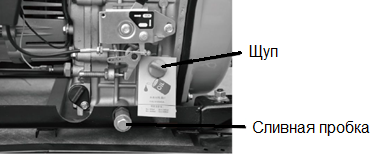 Щуп
Сливная пробка